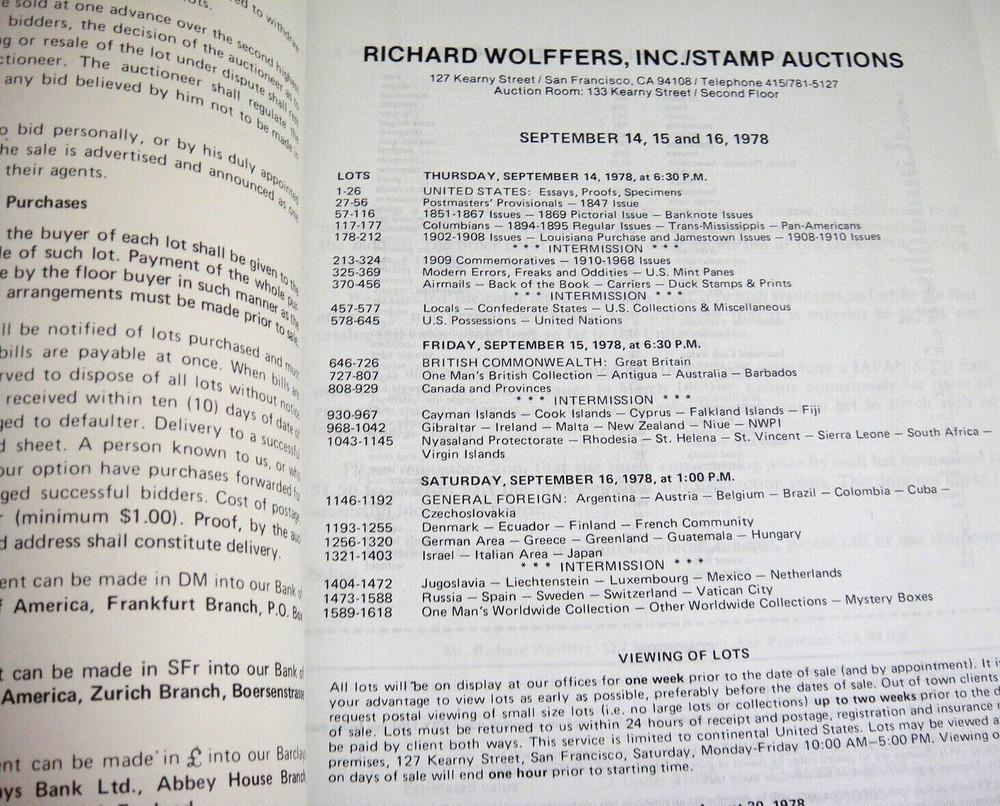 e sold at one advance over the second highest
bidders, the decision of the auctioneer as to
ng or resale of the lot under dispute shall rest
ctioneer. The auctioneer shall regulate the
any bid believed by him not to be made in
o bid personally, or by his duly appointed
he sale is advertised and announced as one
their agents.
Purchases
the buyer of each lot shall be given to the
le of such lot. Payment of the whole pur-
e by the floor buyer in such manner as the
arrangements must be made prior to sale.
ll be notified of lots purchased and must
bills are payable at once. When bills are
rved to dispose of all lots without notice
received within ten (10) days of date of
ged to defaulter. Delivery to a successful
d sheet. A person known to us, or who
our option have purchases forwarded to
ged successful bidders. Cost of postage
r (minimum $1.00). Proof, by the auc
d address shall constitute delivery.
ent can be made in DM into our Bank of
f America, Frankfurt Branch, P.O. Box
t can be made in SFr into our Bank of
America, Zurich Branch, Boersenstrasse
ent can be made in £ into our Barclays
ays Bank Ltd., Abbey House Branch
RICHARD WOLFFERS, INC./STAMP AUCTIONS
127 Kearny Street / San Francisco, CA 94108 / Telephone 415/781-5127
Auction Room: 133 Kearny Street / Second Floor
SEPTEMBER 14, 15 and 16, 1978
LOTS THURSDAY, SEPTEMBER 14, 1978, at 6:30 P.M.
1-26 UNITED STATES: Essays, Proofs, Specimens
27-56 Postmasters' Provisionals — 1847 Issue
57-116 1851-1867 Issues — 1869 Pictorial Issue — Banknote Issues
117-177 Columbians — 1894-1895 Regular Issues — Trans-Mississippi — Pan-Americans
178-212 1902-1908 Issues — Louisiana Purchase and Jamestown Issues — 1908-1910 Issues
* * * INTERMISSION * * *
213-324 1909 Commemoratives — 1910-1968 Issues
325-369 Modern Errors, Freaks and Oddities — U.S. Mint Panes
370-456 Airmails — Back of the Book — Carriers — Duck Stamps & Prints
* * * INTERMISSION * * *
457-577 Locals — Confederate States — U.S. Collections & Miscellaneous
578-645 U.S. Possessions — United Nations
FRIDAY, SEPTEMBER 15, 1978, at 6:30 P.M.
646-726 BRITISH COMMONWEALTH: Great Britain
727-807 One Man's British Collection — Antigua — Australia — Barbados
808-929 Canada and Provinces
* * * INTERMISSION * * *
930-967 Cayman Islands — Cook Islands — Cyprus — Falkland Islands — Fiji
968-1042 Gibraltar — Ireland — Malta — New Zealand — Niue — NWPI
1043-1145 Nyasaland Protectorate — Rhodesia — St. Helena — St. Vincent — Sierra Leone — South Africa —
Virgin Islands
SATURDAY, SEPTEMBER 16, 1978, at 1:00 P.M.
1146-1192 GENERAL FOREIGN: Argentina — Austria — Belgium — Brazil — Colombia — Cuba —
Czechoslovakia
1193-1255 Denmark — Ecuador — Finland — French Community
1256-1320 German Area — Greece — Greenland — Guatemala — Hungary
1321-1403 Israel — Italian Area — Japan
* * * INTERMISSION * * *
1404-1472 Jugoslavia — Liechtenstein — Luxembourg — Mexico — Netherlands
1473-1588 Russia — Spain — Sweden — Switzerland — Vatican City
1589-1618 One Man's Worldwide Collection — Other Worldwide Collections — Mystery Boxes
VIEWING OF LOTS
All lots will be on display at our offices for one week prior to the date of sale (and by appointment). It i
your advantage to view lots as early as possible, preferably before the dates of sale. Out of town clients
request postal viewing of small size lots (i.e. no large lots or collections) up to two weeks prior to the d
of sale. Lots must be returned to us within 24 hours of receipt and postage, registration and insurance
be paid by client both ways. This service is limited to continental United States. Lots may be viewed a
premises, 127 Kearny Street, San Francisco, Saturday, Monday-Friday 10:00 AM—5:00 PM. Viewing o
on days of sale will end one hour prior to starting time.